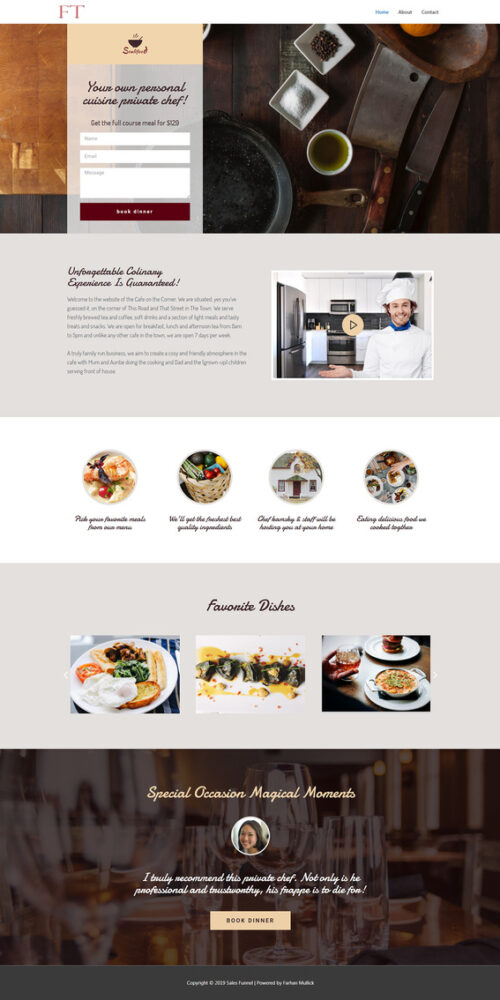 FT
Home About Contact
Seafood
Your own personal
cuisine private chef!
Get the full course meal for $129
Name
Email
Message
book dinner
Unforgettable Colinary
Experience Is Guaranteed!
Welcome to the website of the Cafe on the Corner. We are situated, yes you've
guessed it, on the corner of This Road and That Street in The Town. We serve
freshly brewed tea and coffee, soft drinks and a section of light meals and tasty
treats and snacks. We are open for breakfast, lunch and afternoon tea from 8am
to 5pm and unlike any other cafe in the town, we are open 7 days per week.
A truly family run business, we aim to create a cosy and friendly atmosphere in the
cafe with Mum and Auntie doing the cooking and Dad and the (grown-up) children
serving front of house.
Pick your favorite meals
from our menu
We'll get the freshest best
quality ingredients
Chef bamsky & staff will be
hosting you at your home
Eating delicious food we
cooked togther
Favorite Dishes
Special Occasion Magical Moments
I truly recommend this private chef. Not only is he
professional and trustworthy, his frappe is to die for!
BOOK DINNER
Copyright © 2019 Sales Funnel | Powered by Farhan Mullick